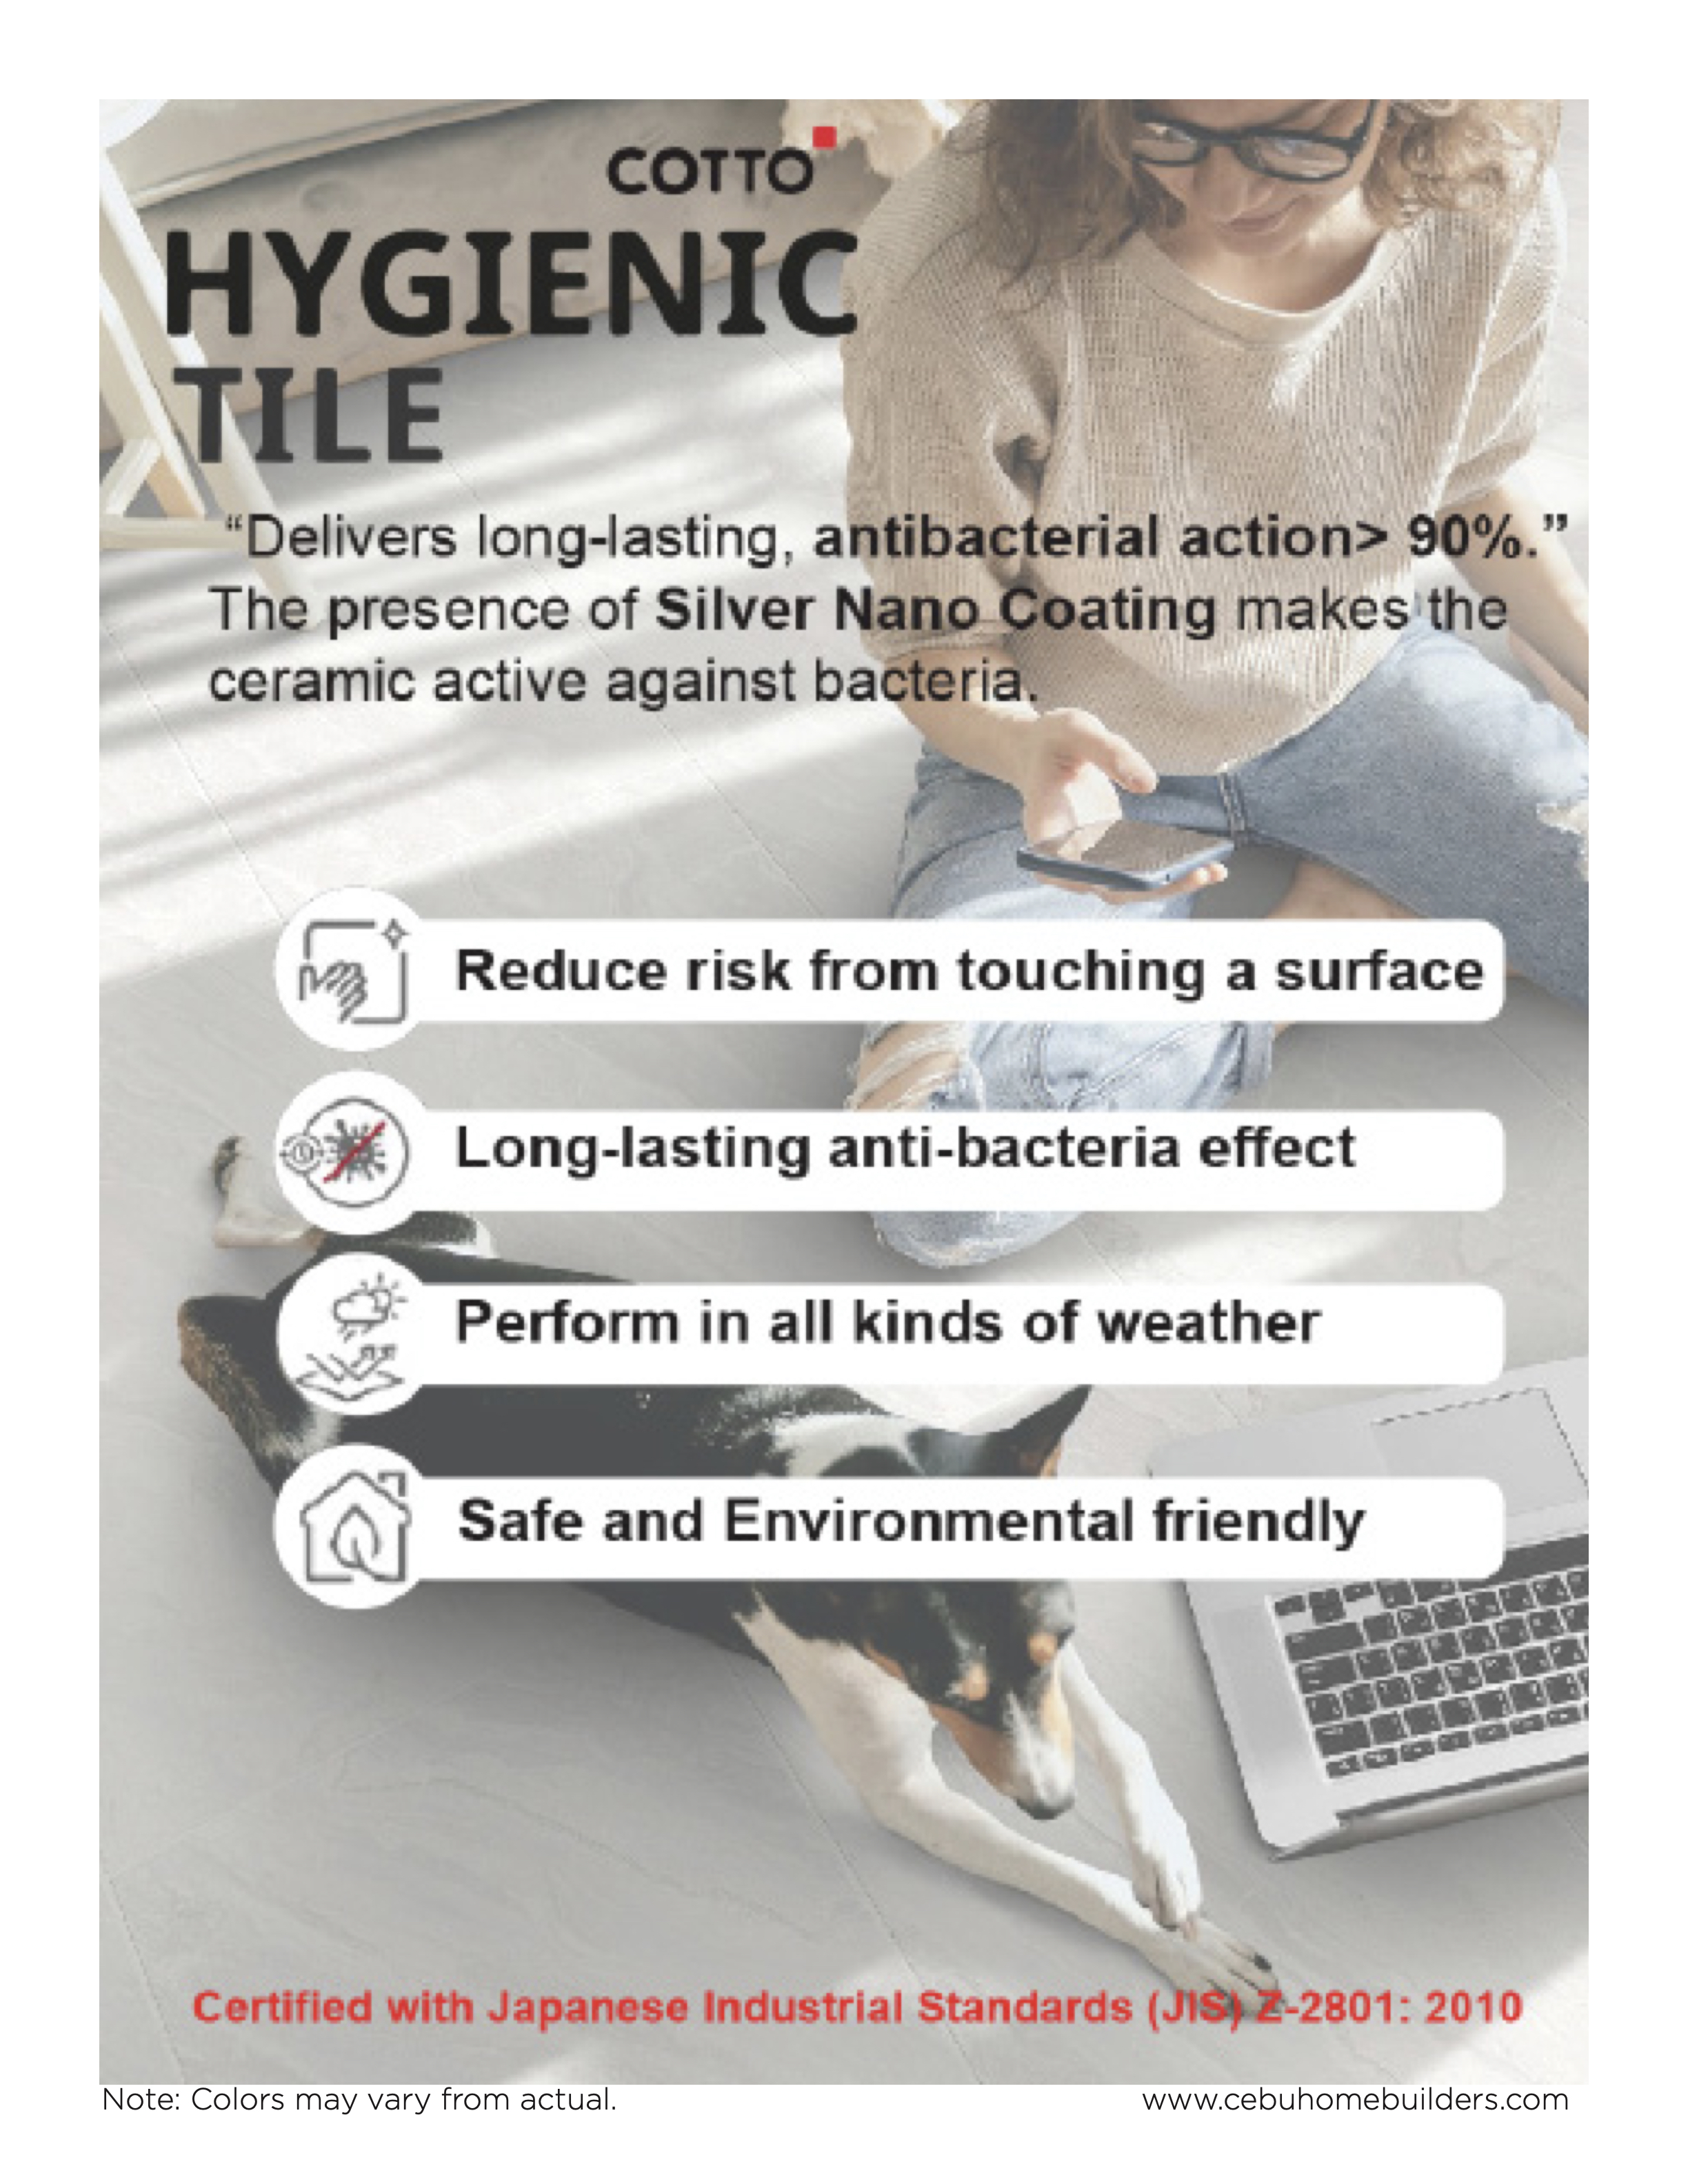 COTTO
HYGIENIC
TILE
“Delivers long-lasting, antibacterial action> 90%.”
The presence of Silver Nano Coating makes the
ceramic active against bacteria.
Reduce risk from touching a surface
Long-lasting anti-bacteria effect
Perform in all kinds of weather
Safe and Environmental friendly
Certified with Japanese Industrial Standards (JIS) Z-2801: 2010
Note: Colors may vary from actual.
www.cebuhomebuilders.com